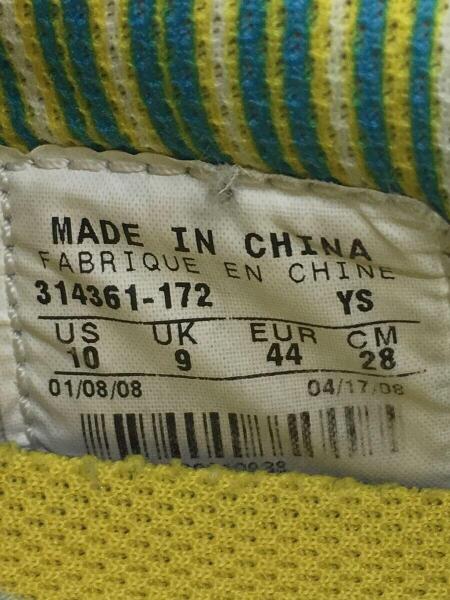 MADE IN CHINA
FABRIQUE EN CHINE
314361-172 YS
US UK EUR CM
10 9 44 28
01/08/08 04/17/08